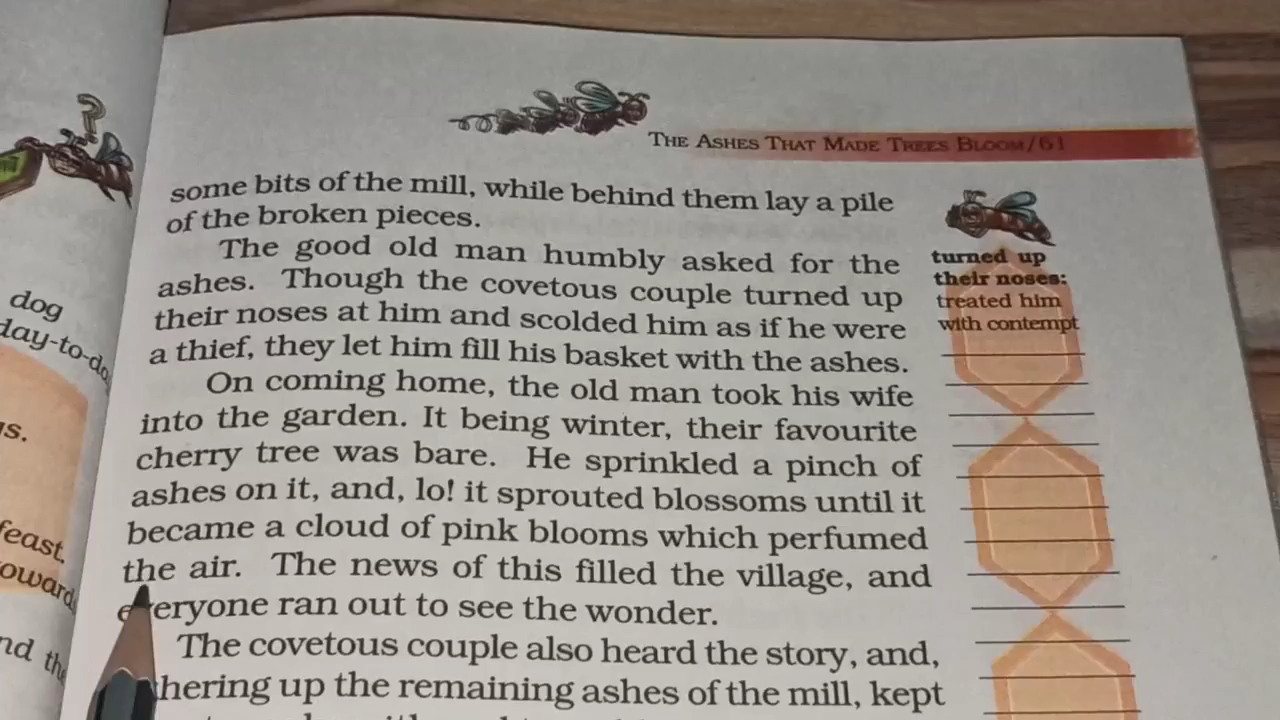 THE ASHES THAT MADE TREES BLOOM/61
some bits of the mill, while behind them lay a pile
of the broken pieces.
The good old man humbly asked for the
ashes. Though the covetous couple turned up
their noses at him and scolded him as if he were
a thief, they let him fill his basket with the ashes.
On coming home, the old man took his wife
into the garden. It being winter, their favourite
cherry tree was bare. He sprinkled a pinch of
ashes on it, and, lo! it sprouted blossoms until it
became a cloud of pink blooms which perfumed
the air. The news of this filled the village, and
everyone ran out to see the wonder.
The covetous couple also heard the story, and,
hering up the remaining ashes of the mill, kept
turned up
their noses:
treated him
with contempt
dog
day-to-da
feast.
oward
nd the